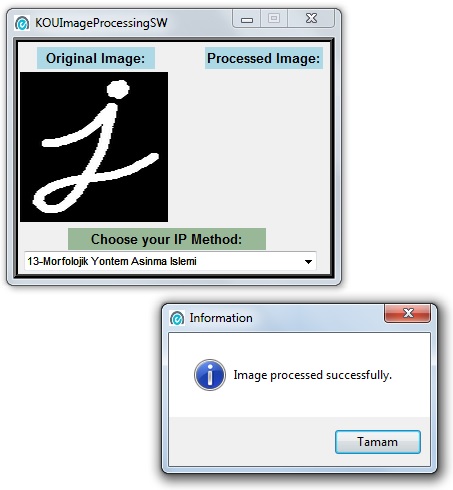 KOUImageProcessingSW
Original Image:
Processed Image:
j
Choose your IP Method:
13-Morfolojik Yontem Asinma Islemi
Information
Image processed successfully.
Tamam